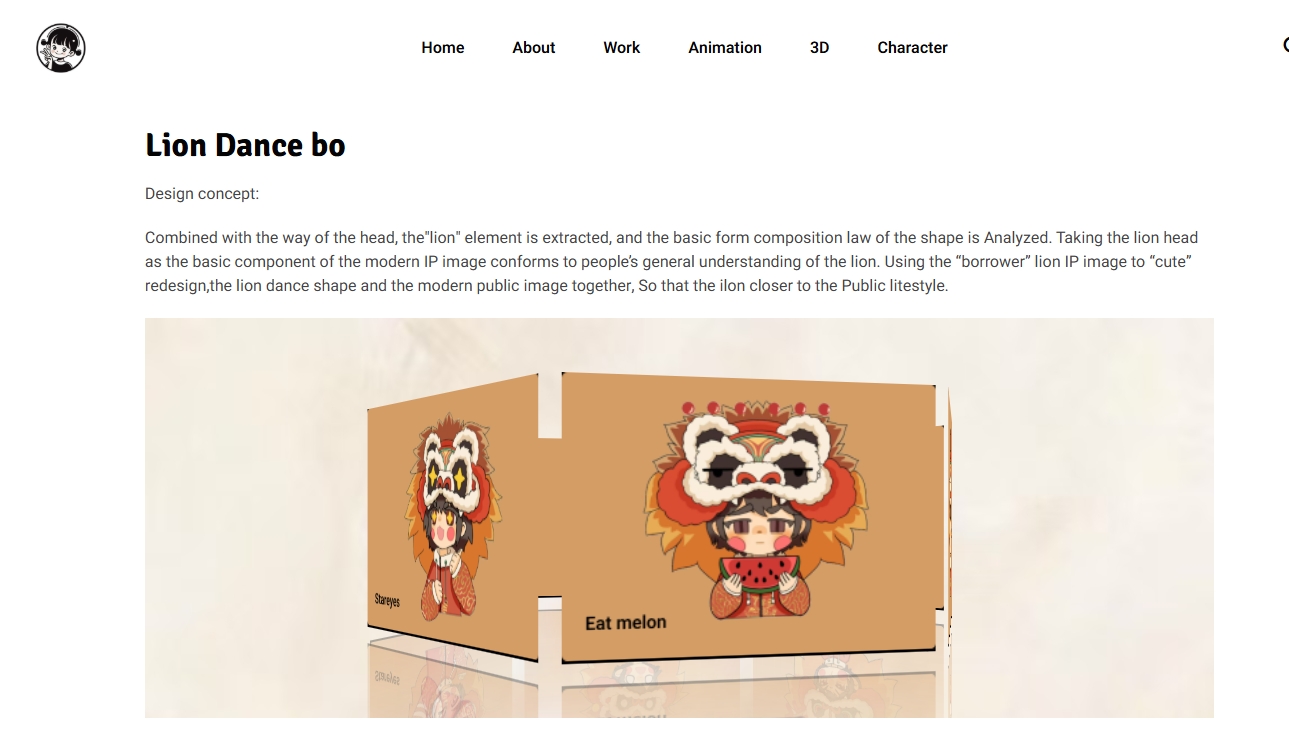 Home About Work Animation 3D Character
Lion Dance bo
Design concept:
Combined with the way of the head, the"lion" element is extracted, and the basic form composition law of the shape is Analyzed. Taking the lion head
as the basic component of the modern IP image conforms to people’s general understanding of the lion. Using the “borrower” lion IP image to “cute”
redesign,the lion dance shape and the modern public image together, So that the ilon closer to the Public litestyle.
Stareyes
Eat melon